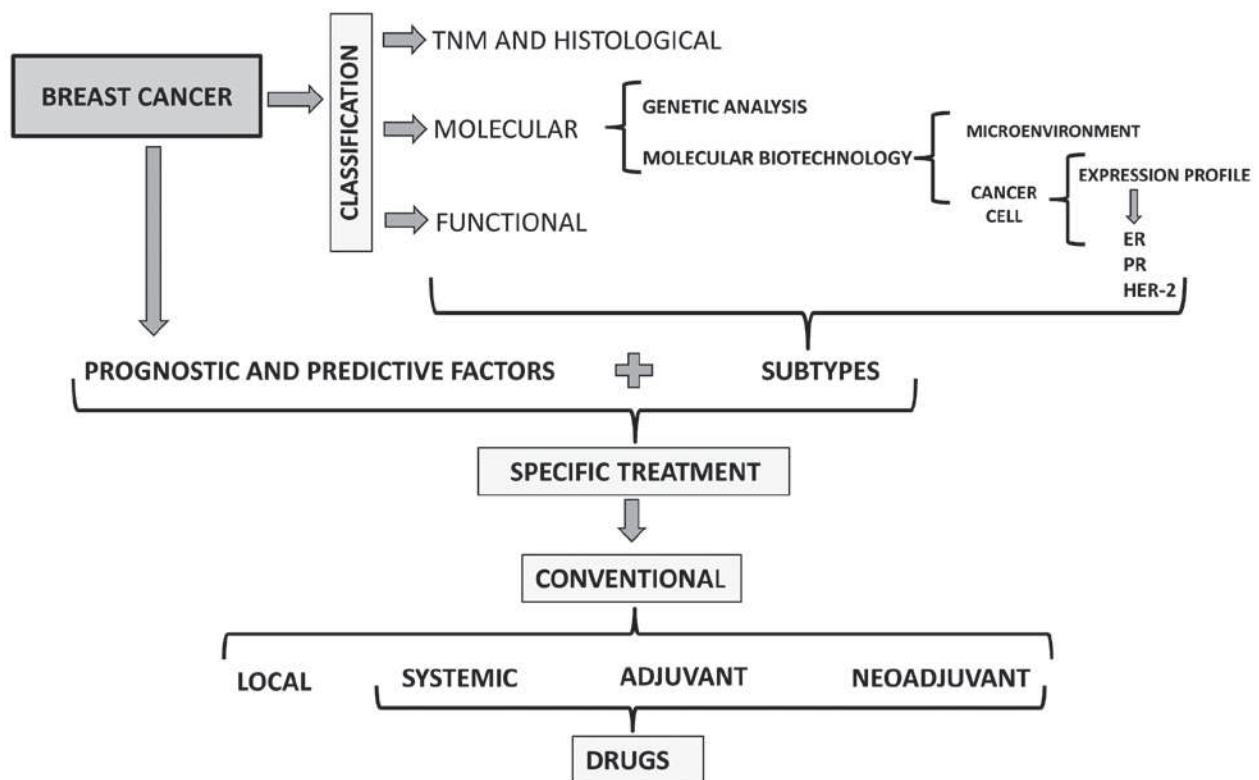 BREAST CANCER
CLASSIFICATION
TNM AND HISTOLOGICAL
MOLECULAR
FUNCTIONAL
GENETIC ANALYSIS
MOLECULAR BIOTECHNOLOGY
MICROENVIRONMENT
CANCER
CELL
EXPRESSION PROFILE
ER
PR
HER-2
PROGNOSTIC AND PREDICTIVE FACTORS
SUBTYPES
SPECIFIC TREATMENT
CONVENTIONAL
LOCAL
SYSTEMIC
ADJUVANT
NEOADJUVANT
DRUGS